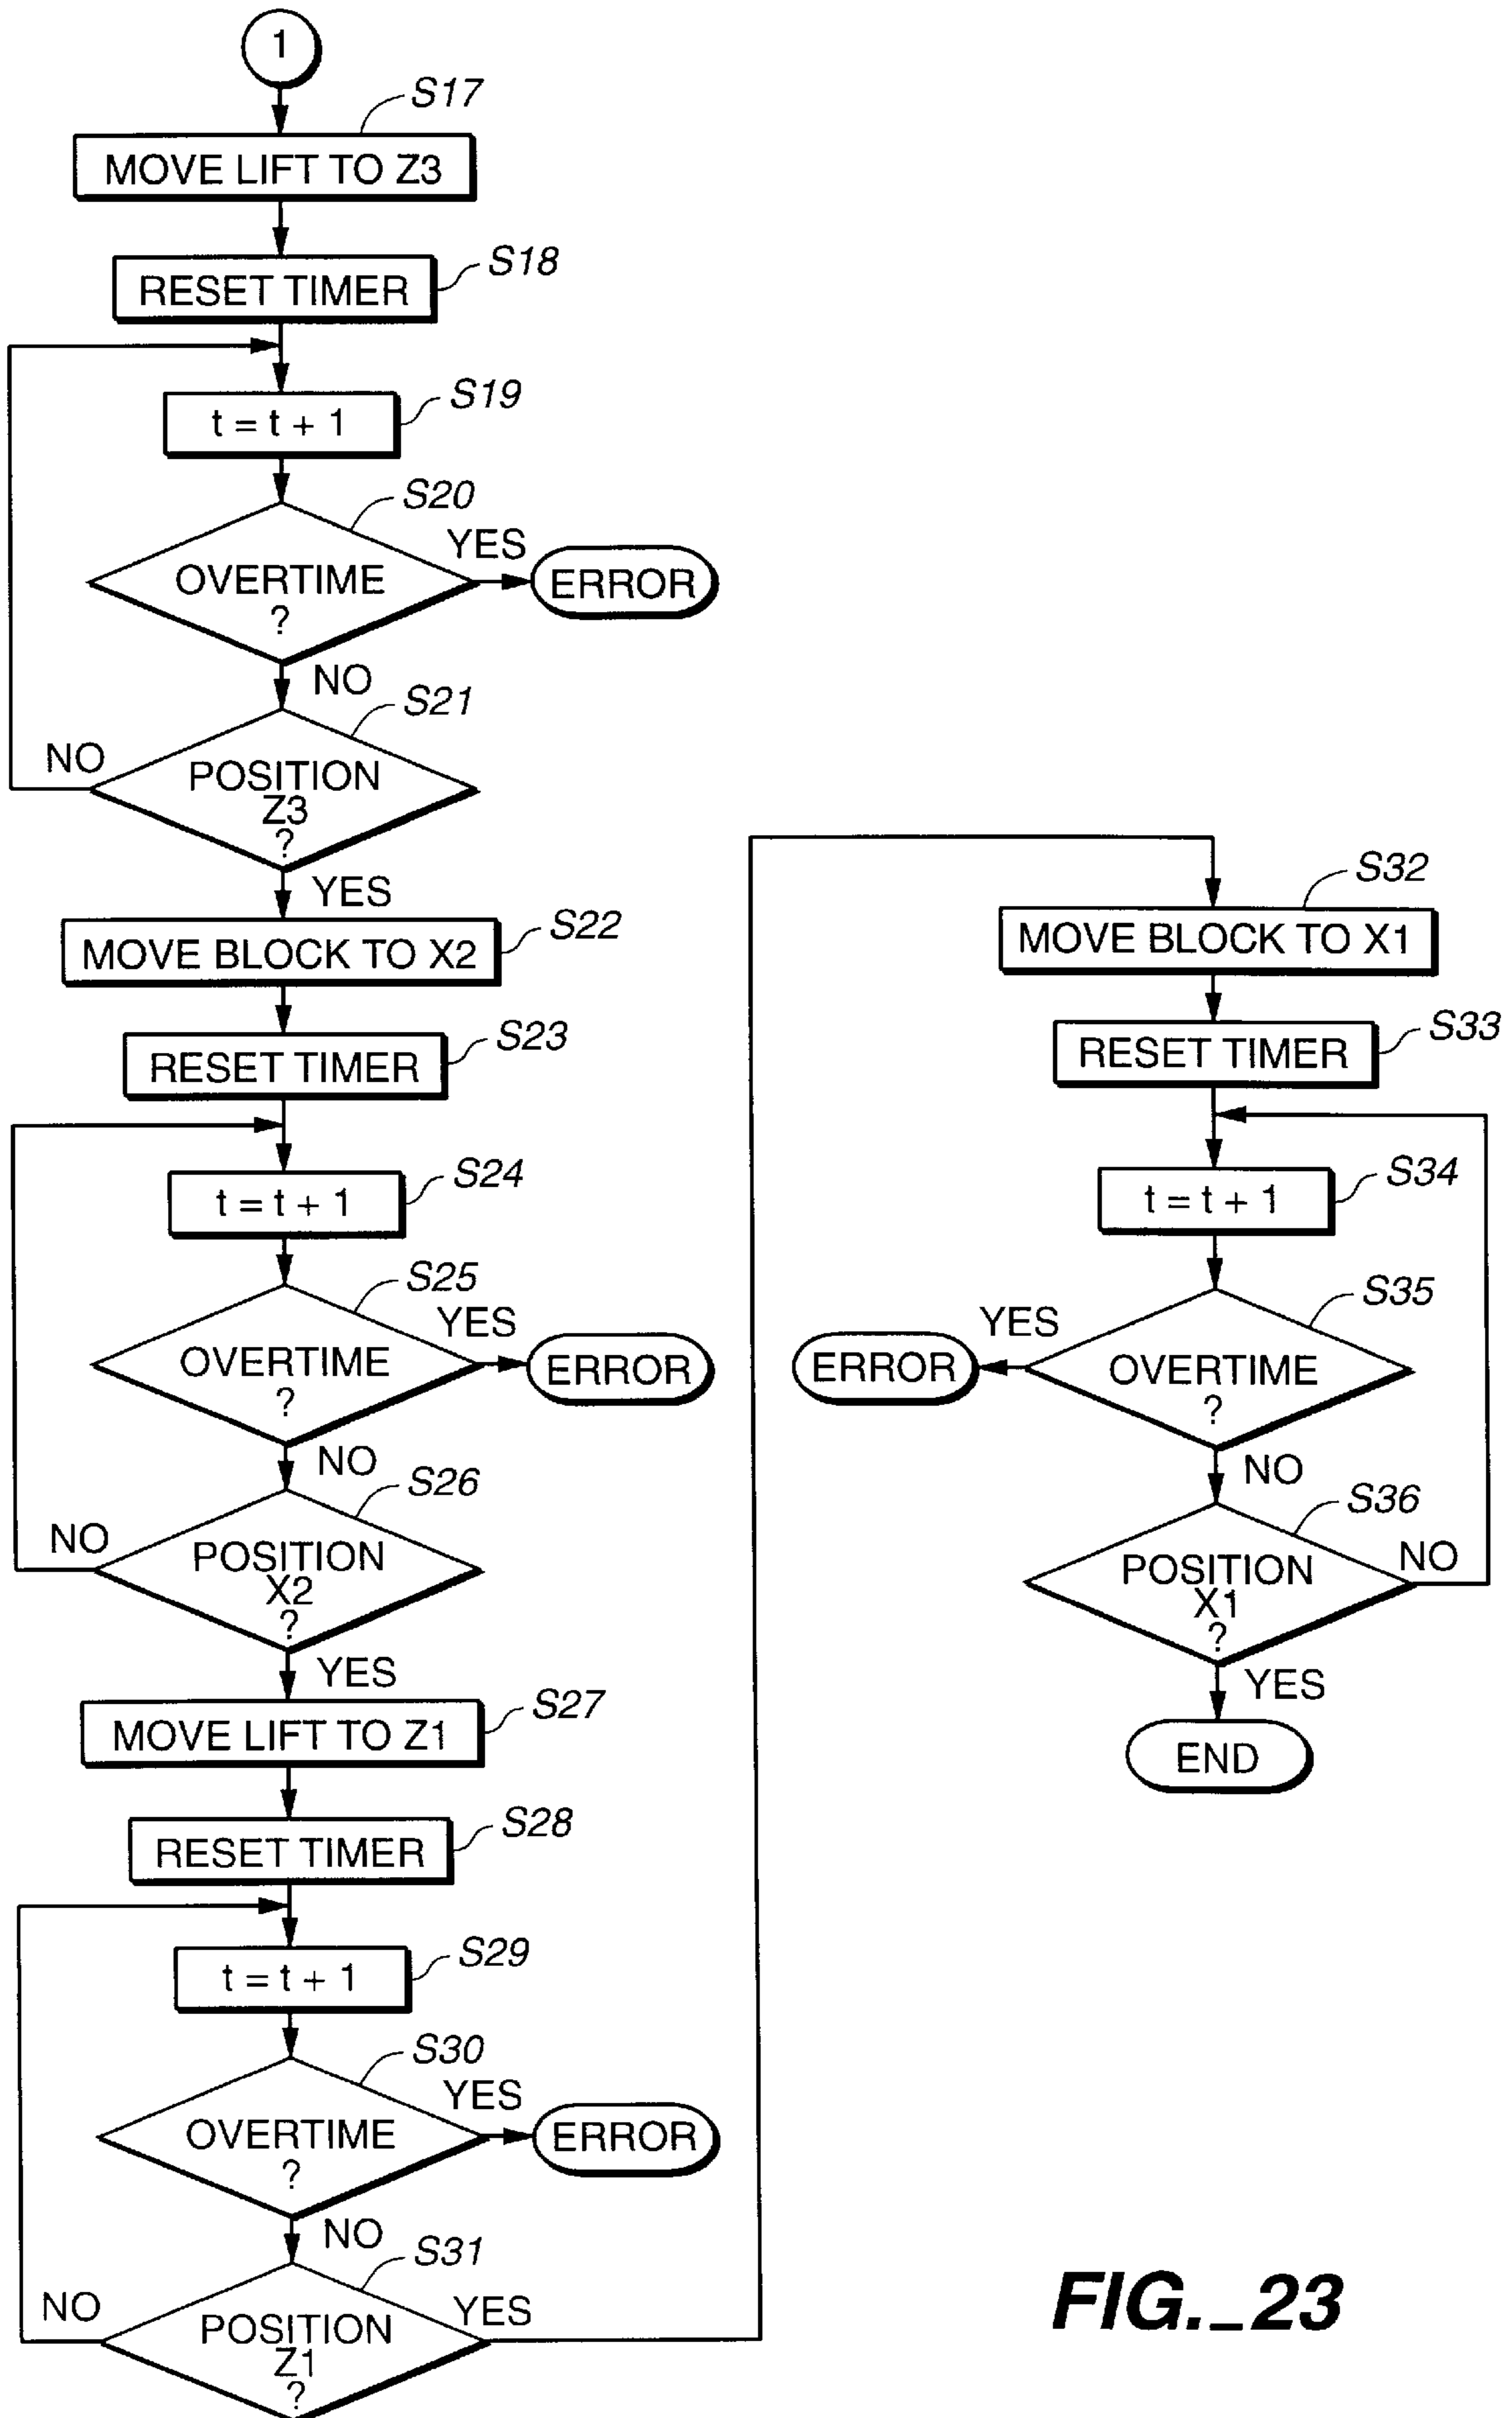 1
S17
MOVE LIFT TO Z3
S18
RESET TIMER
S19
t = t + 1
S20
YES
OVERTIME
?
ERROR
NO
S21
NO
POSITION
Z3
?
YES
S22
MOVE BLOCK TO X2
S23
RESET TIMER
S24
t = t + 1
S25
YES
OVERTIME
?
ERROR
NO
S26
NO
POSITION
X2
?
YES
S27
MOVE LIFT TO Z1
S28
RESET TIMER
S29
t = t + 1
S30
YES
OVERTIME
?
ERROR
NO
S31
NO
POSITION
Z1
?
YES
S32
MOVE BLOCK TO X1
S33
RESET TIMER
S34
t = t + 1
S35
YES
ERROR
OVERTIME
?
NO
S36
POSITION
X1
?
NO
YES
END
FIG._23